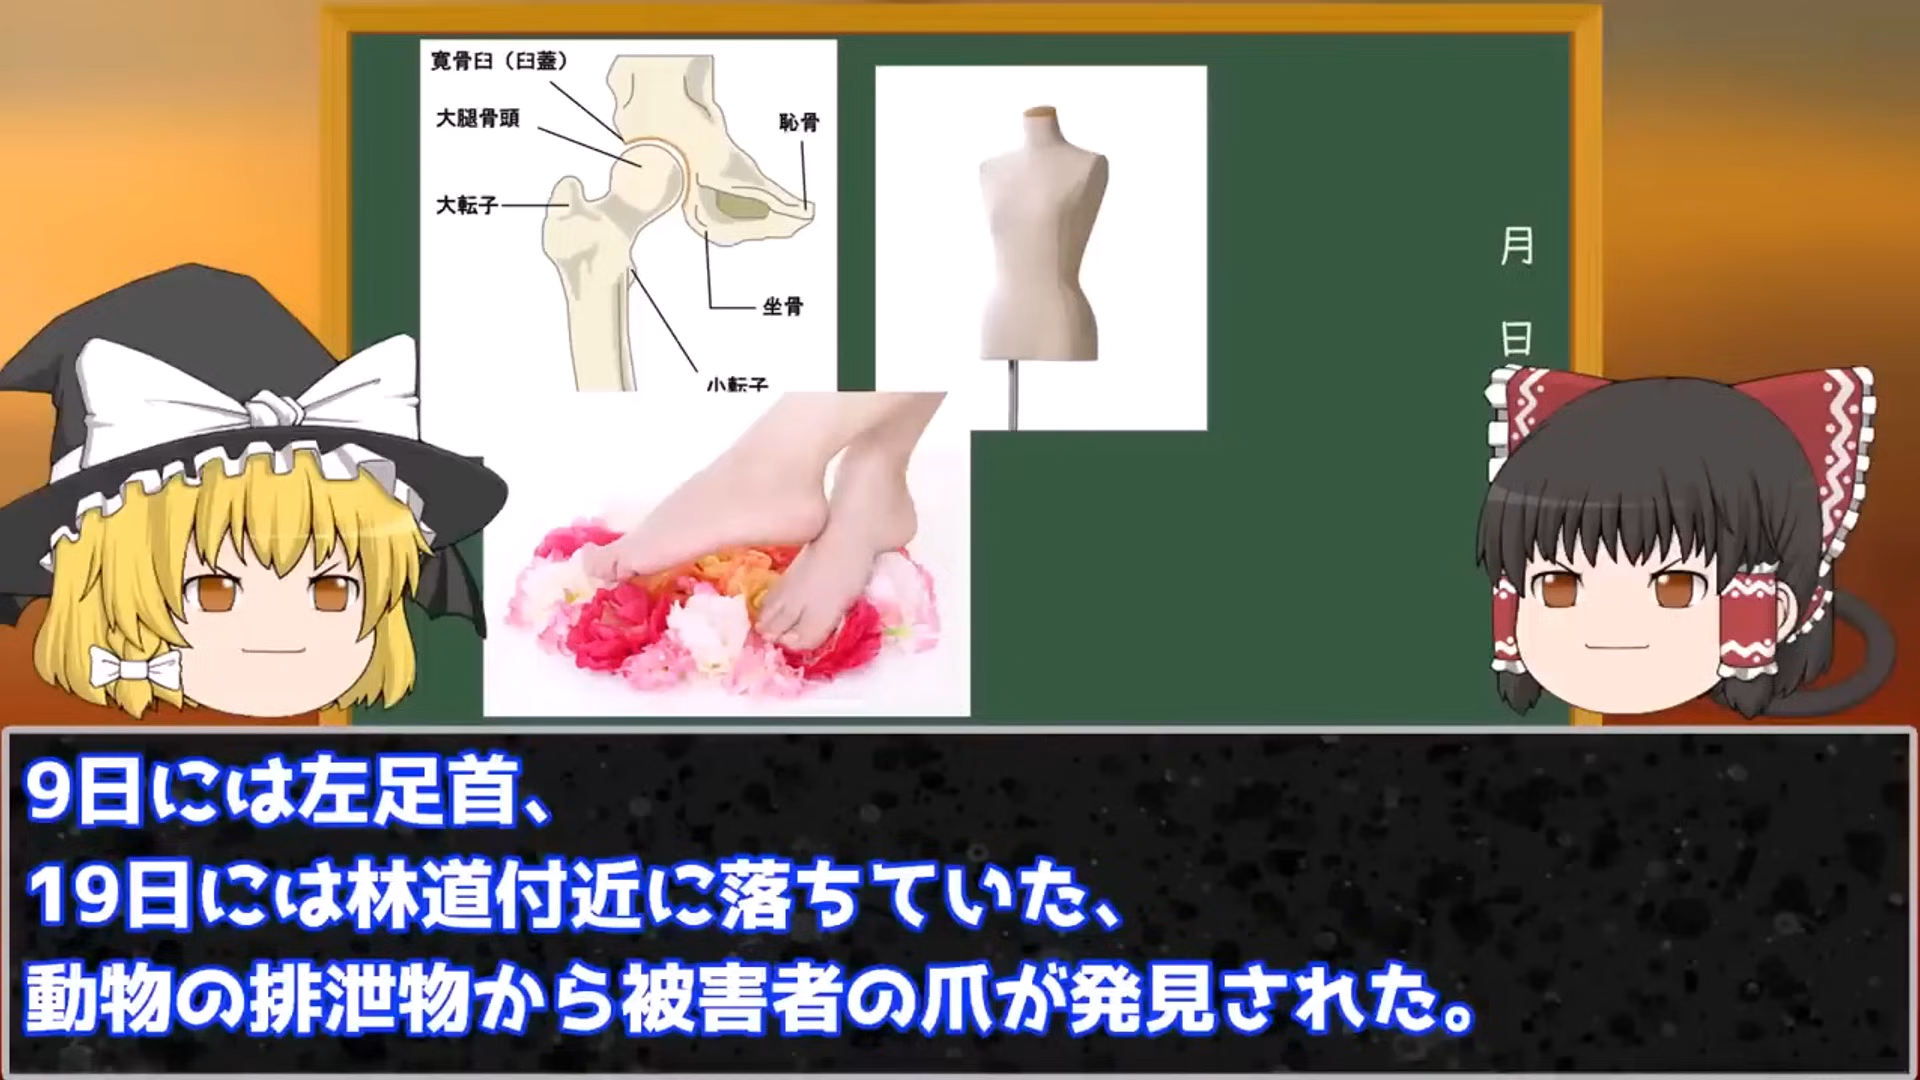 寛骨臼（臼蓋）
大腿骨頭
恥骨
大転子
坐骨
小転子
月
日
9日には左足首、
19日には林道付近に落ちていた、
動物の排泄物から被害者の爪が発見された。